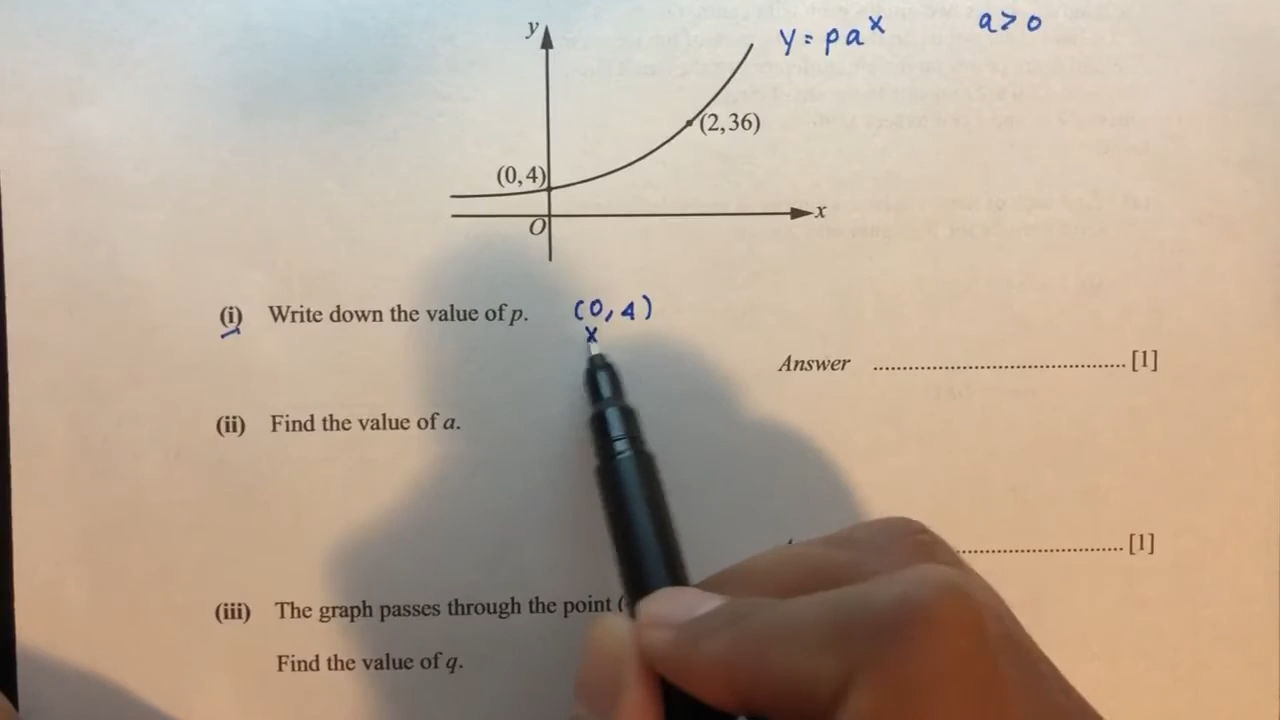 y
y = pa^x a > 0
(2, 36)
(0, 4)
x
O
(i) Write down the value of p. (0, 4)
x
Answer ........................................ [1]
(ii) Find the value of a.
........................ [1]
(iii) The graph passes through the point (
Find the value of q.